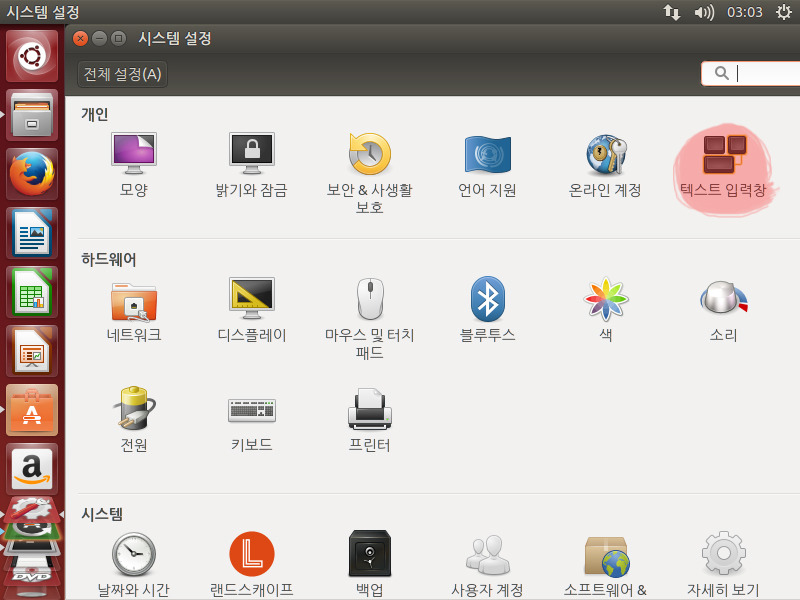 시스템 설정
03:03
시스템 설정
전체 설정(A)
개인
모양
밝기와 잠금
보안 & 사생활
보호
언어 지원
온라인 계정
텍스트 입력창
하드웨어
네트워크
디스플레이
마우스 및 터치
패드
블루투스
색
소리
전원
키보드
프린터
시스템
날짜와 시간
랜드스케이프
백업
사용자 계정
소프트웨어 &
자세히 보기
A
a
DVD